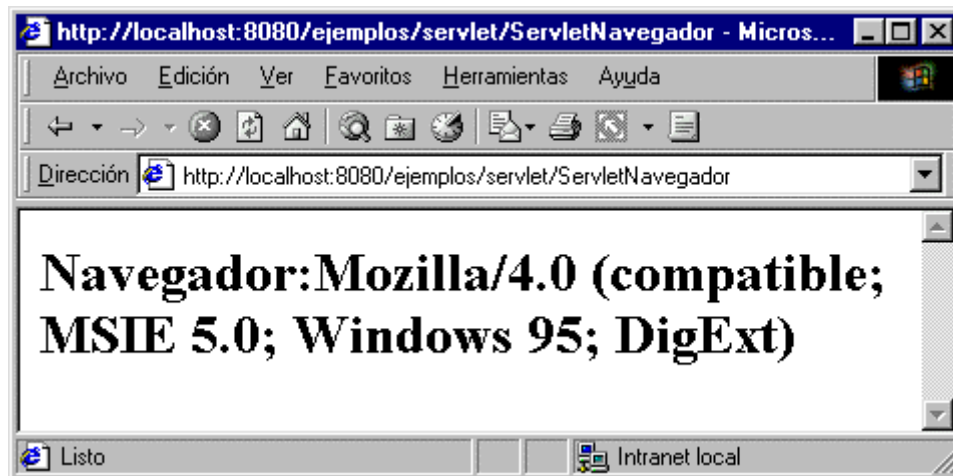 http://localhost:8080/ejemplos/servlet/ServletNavegador - Micros...
Archivo Edición Ver Favoritos Herramientas Ayuda
Dirección http://localhost:8080/ejemplos/servlet/ServletNavegador
Navegador:Mozilla/4.0 (compatible;
MSIE 5.0; Windows 95; DigExt)
Listo Intranet local